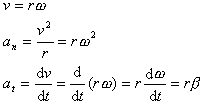 v = rω
a_n = v²/r = rω²
a_t = dv/dt = d/dt (rω) = r dω/dt = rβ